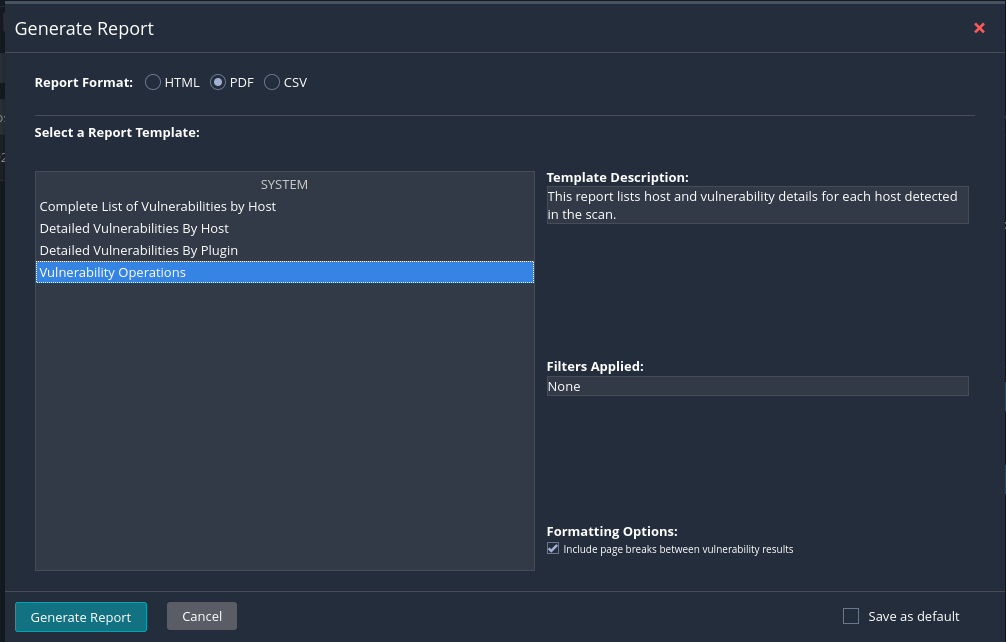 Generate Report
Report Format: HTML PDF CSV
Select a Report Template:
SYSTEM
Complete List of Vulnerabilities by Host
Detailed Vulnerabilities By Host
Detailed Vulnerabilities By Plugin
Vulnerability Operations
Template Description:
This report lists host and vulnerability details for each host detected
in the scan.
Filters Applied:
None
Formatting Options:
Include page breaks between vulnerability results
Generate Report
Cancel
Save as default